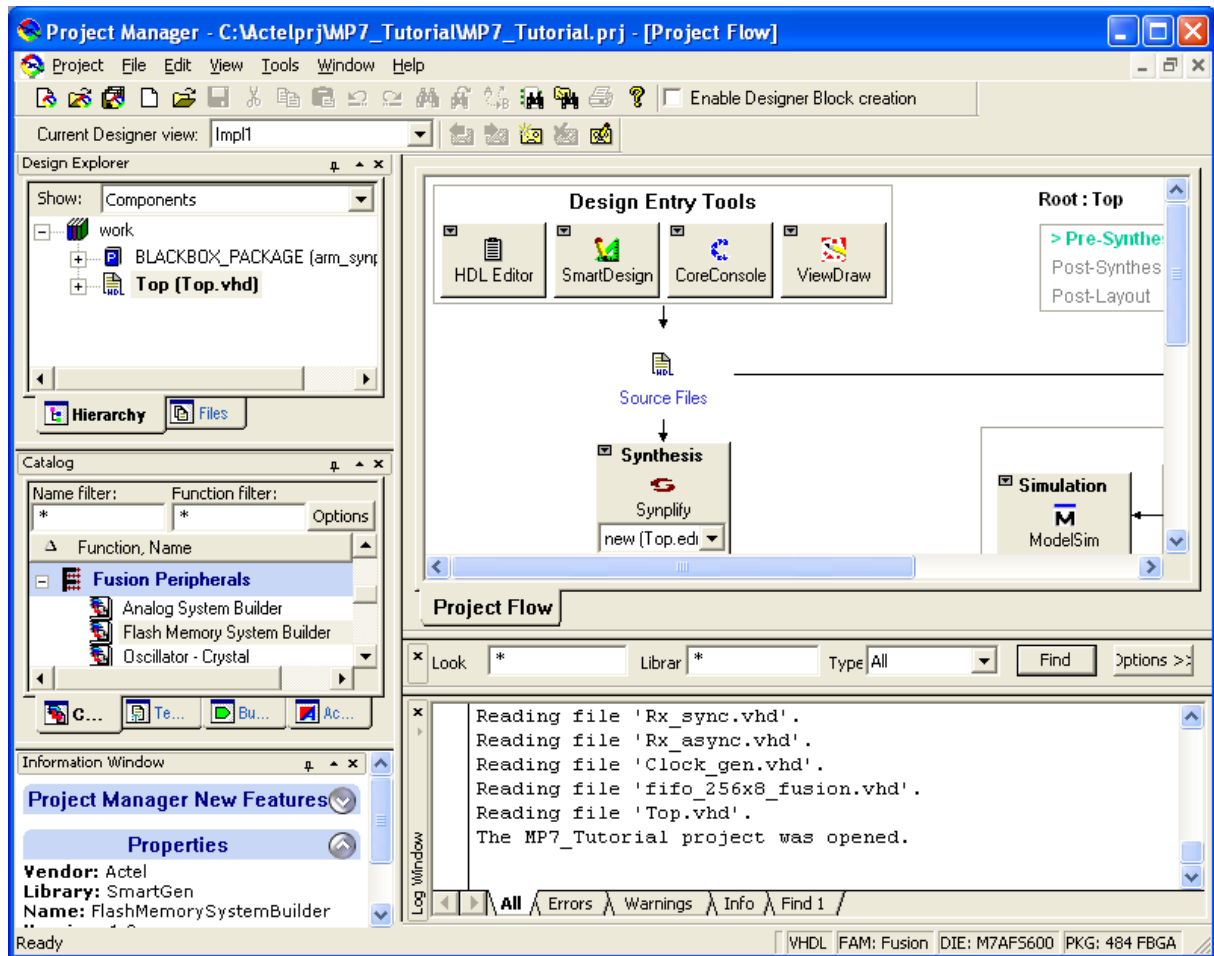 Project Manager - C:\Actelprj\MP7_Tutorial\MP7_Tutorial.prj - [Project Flow]
Project File Edit View Tools Window Help
Enable Designer Block creation
Current Designer view: Impl1
Design Explorer
Show: Components
work
BLACKBOX_PACKAGE (arm_synp
Top (Top.vhd)
Hierarchy Files
Catalog
Name filter: Function filter:
* * Options
Function, Name
Fusion Peripherals
Analog System Builder
Flash Memory System Builder
Oscillator - Crystal
C... Te... Bu... Ac...
Information Window
Project Manager New Features
Properties
Vendor: Actel
Library: SmartGen
Name: FlashMemorySystemBuilder
Design Entry Tools
HDL Editor SmartDesign CoreConsole ViewDraw
Source Files
Synthesis
Synplify
new (Top.edi
Root : Top
> Pre-Synthe
Post-Synthes
Post-Layout
Simulation
ModelSim
Project Flow
Look * Librar * Type All Find Options >>
Reading file 'Rx_sync.vhd'.
Reading file 'Rx_async.vhd'.
Reading file 'Clock_gen.vhd'.
Reading file 'fifo_256x8_fusion.vhd'.
Reading file 'Top.vhd'.
The MP7_Tutorial project was opened.
Log Window
All Errors Warnings Info Find 1
Ready
VHDL FAM: Fusion DIE: M7AFS600 PKG: 484 FBGA